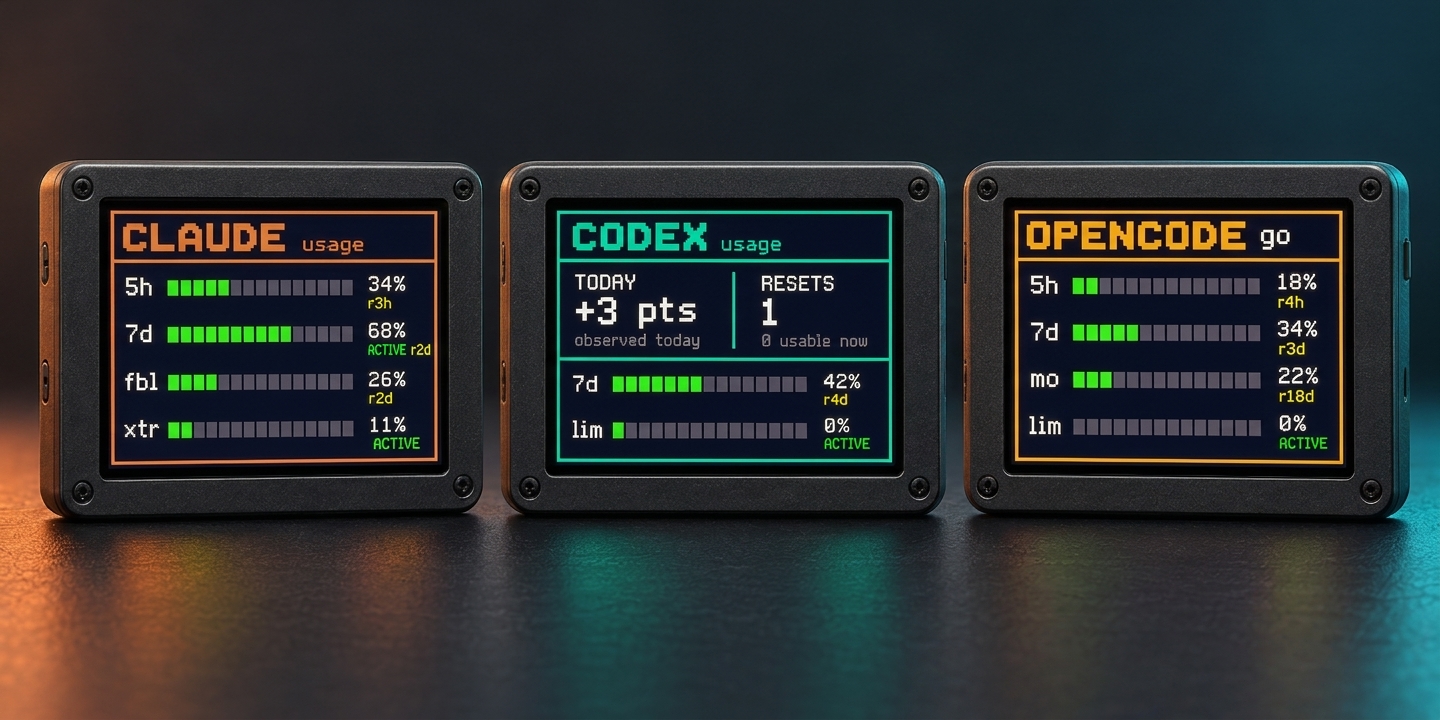 CLAUDE usage
5h 34%
r3h
7d 68%
ACTIVE r2d
fbl 26%
r2d
xtr 11%
ACTIVE
CODEX usage
TODAY
+3 pts
observed today
RESETS
1
0 usable now
7d 42%
r4d
lim 0%
ACTIVE
OPENCODE go
5h 18%
r4h
7d 34%
r3d
mo 22%
r18d
lim 0%
ACTIVE